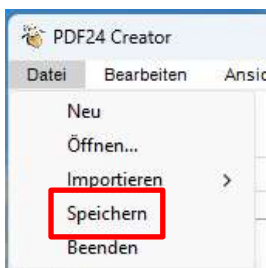 PDF24 Creator
Datei Bearbeiten
Neu
Öffnen...
Importieren
Speichern
Beenden